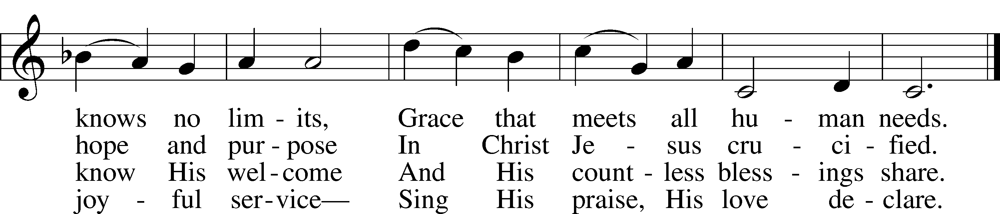 knows no lim - its, Grace that meets all hu - man needs.
hope and pur - pose In Christ Je - sus cru - ci - fied.
know His wel - come And His count - less bless - ings share.
joy - ful ser - vice— Sing His praise, His love de - clare.